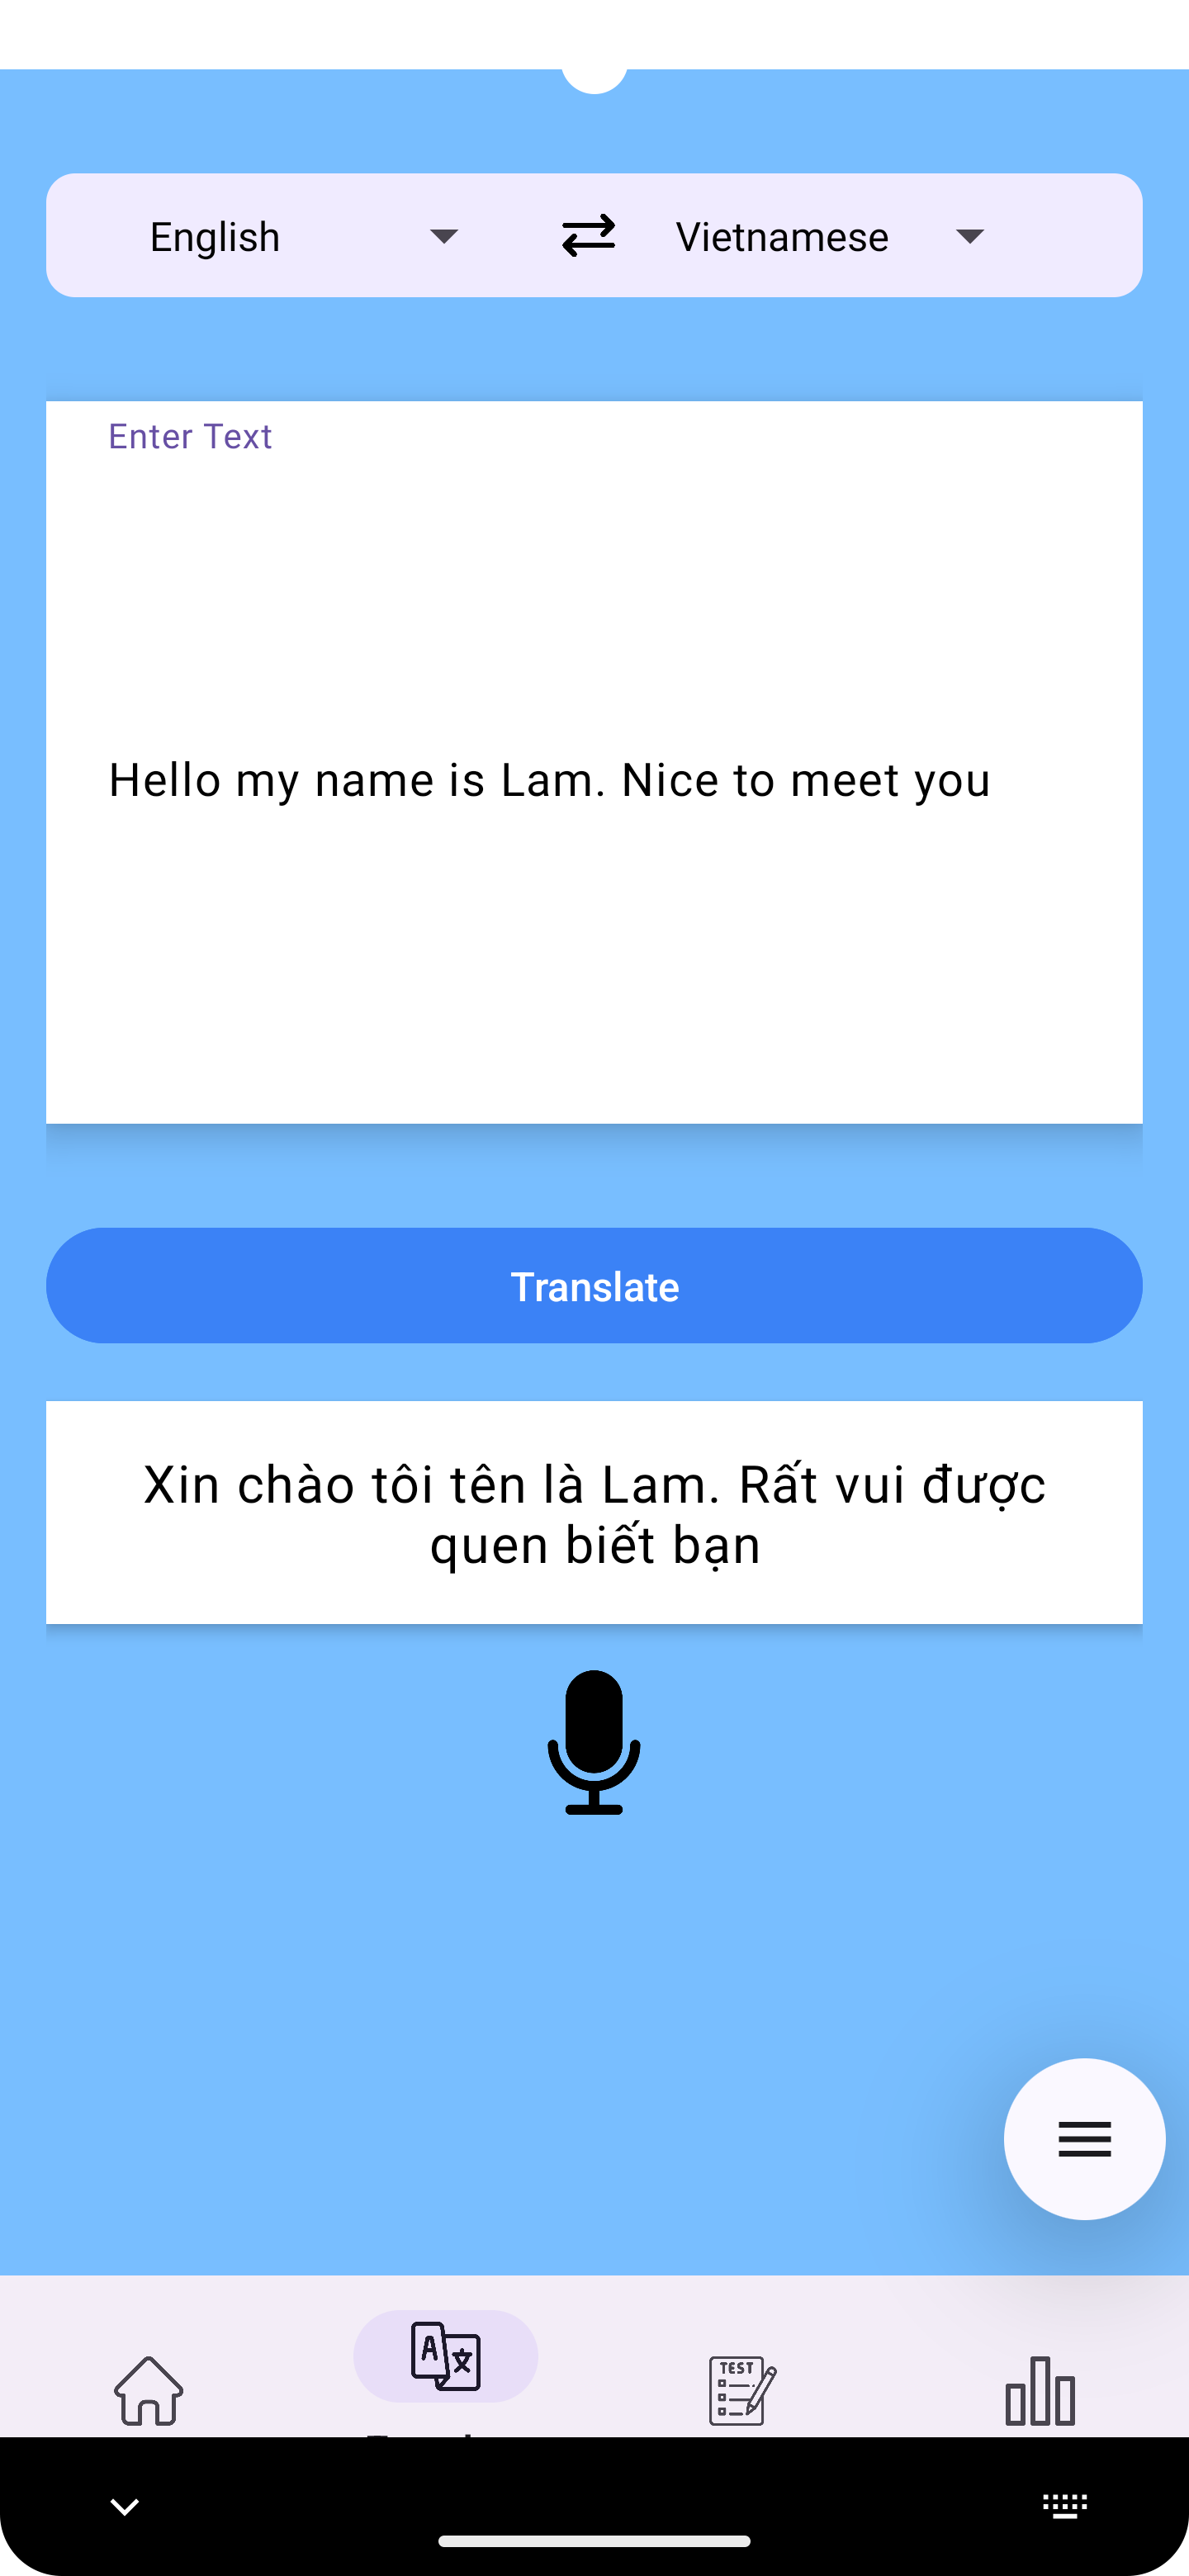 English
Vietnamese
Enter Text
Hello my name is Lam. Nice to meet you
Translate
Xin chào tôi tên là Lam. Rất vui được
quen biết bạn
A 文
TEST